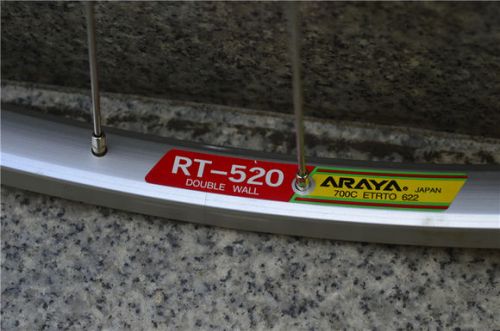 RT-520
DOUBLE WALL
ARAYA® JAPAN
700C ETRTO 622